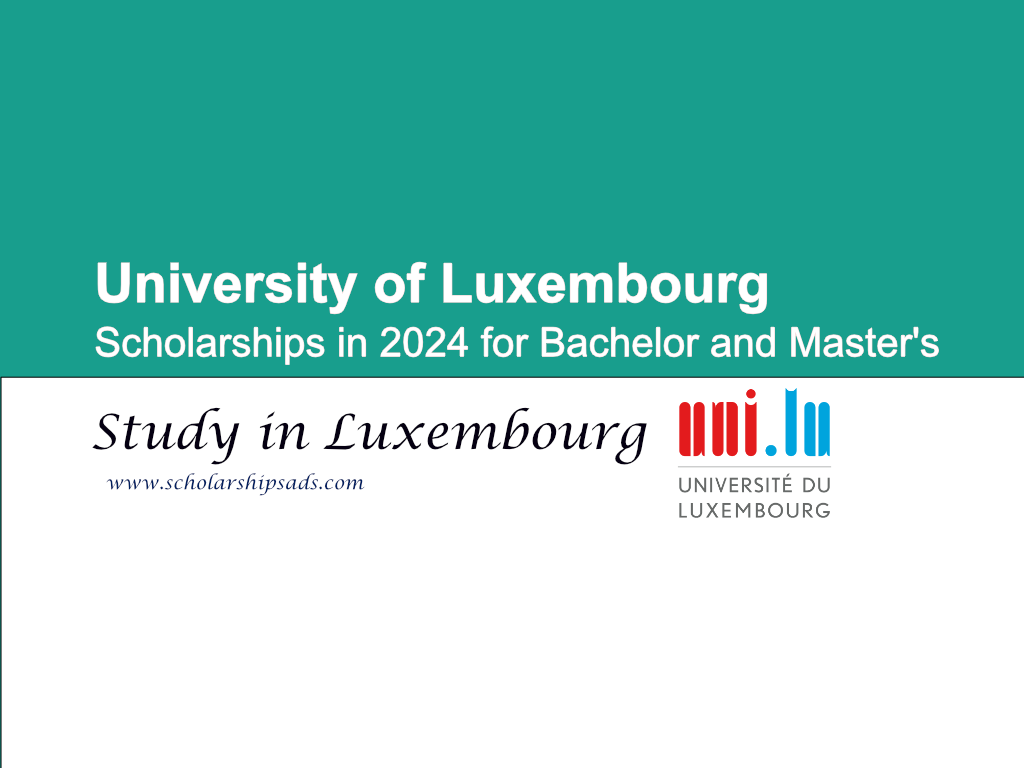 University of Luxembourg
Scholarships in 2024 for Bachelor and Master's
Study in Luxembourg
www.scholarshipsads.com
uni.lu
UNIVERSITÉ DU
LUXEMBOURG